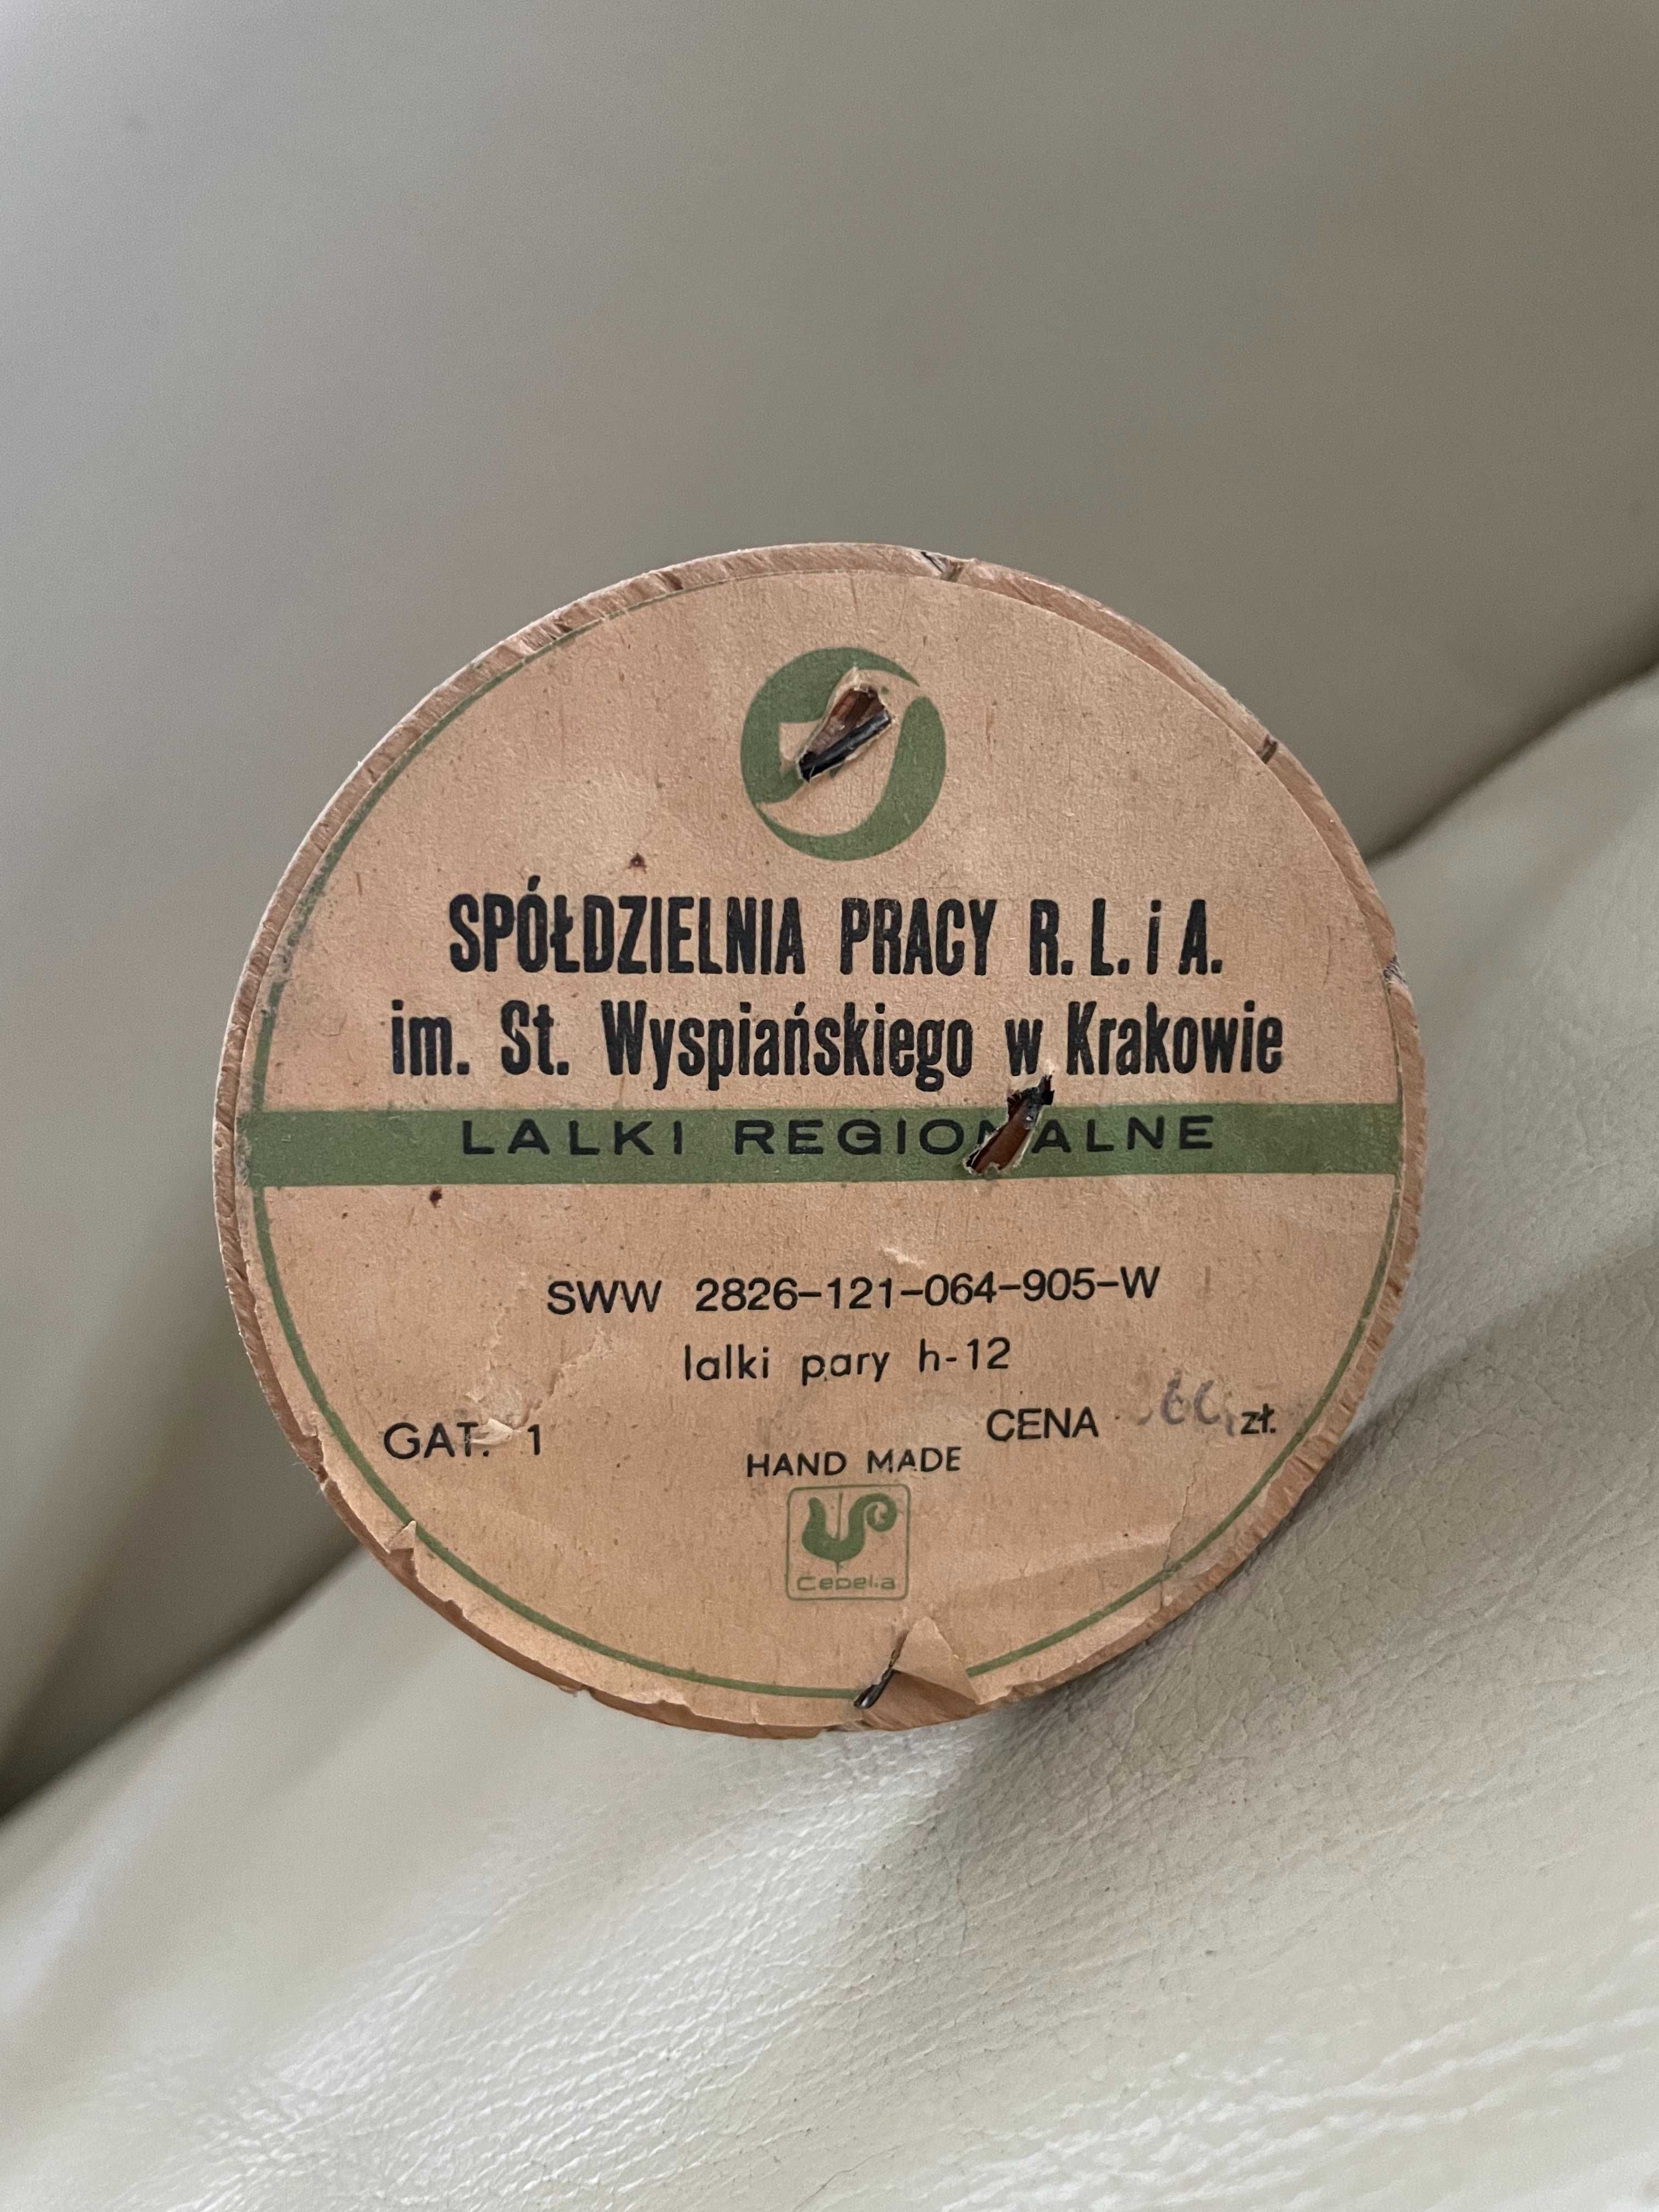 SPÓŁDZIELNIA PRACY R. L. i A.
im. St. Wyspiańskiego w Krakowie
LALKI REGIONALNE
SWW 2826-121-064-905-W
lalki pary h-12
GAT. 1
CENA zł.
HAND MADE
Cepelia